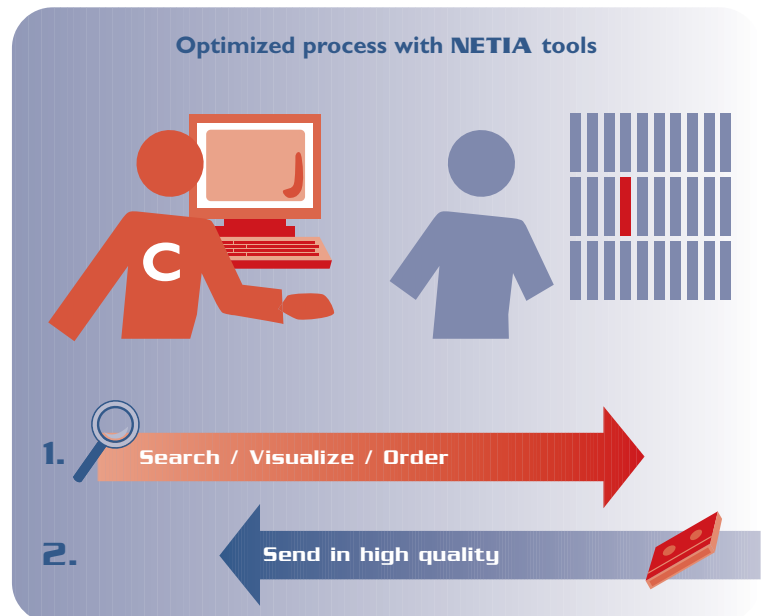 Optimized process with NETIA tools
C
1. Search / Visualize / Order
2. Send in high quality